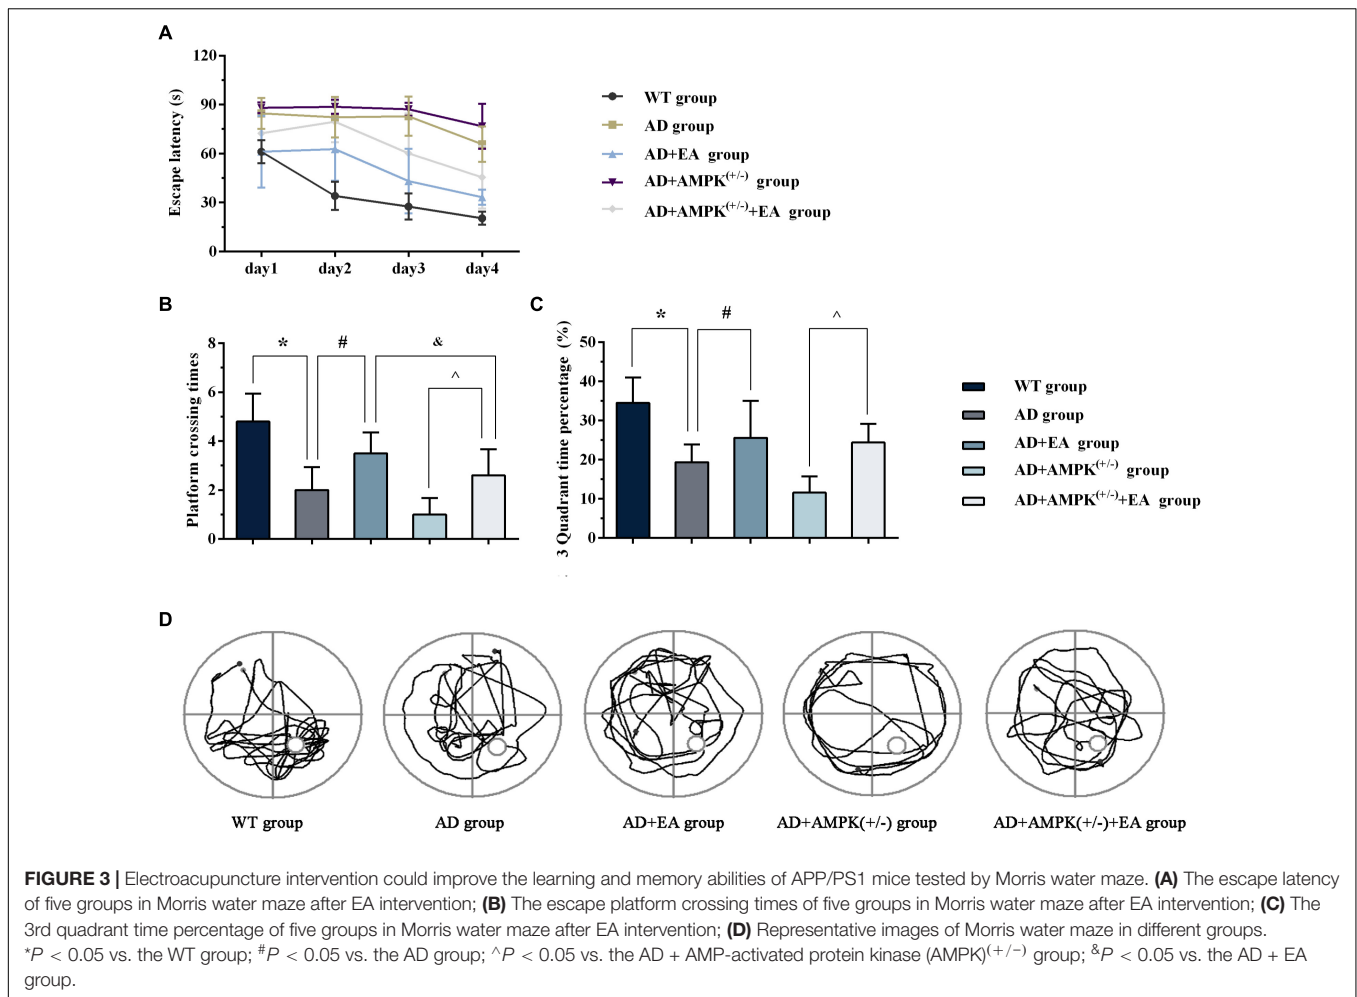 A
120
90
60
30
0
Escape latency (s)
day1 day2 day3 day4
WT group
AD group
AD+EA group
AD+AMPK(+/-) group
AD+AMPK(+/-)+EA group
B
Platform crossing times
8
6
4
2
0
* # & ^
C
3 Quadrant time percentage (%)
50
40
30
20
10
0
* # ^
WT group
AD group
AD+EA group
AD+AMPK(+/-) group
AD+AMPK(+/-)+EA group
D
WT group AD group AD+EA group AD+AMPK(+/-) group AD+AMPK(+/-)+EA group
FIGURE 3 | Electroacupuncture intervention could improve the learning and memory abilities of APP/PS1 mice tested by Morris water maze. (A) The escape latency
of five groups in Morris water maze after EA intervention; (B) The escape platform crossing times of five groups in Morris water maze after EA intervention; (C) The
3rd quadrant time percentage of five groups in Morris water maze after EA intervention; (D) Representative images of Morris water maze in different groups.
*P < 0.05 vs. the WT group; #P < 0.05 vs. the AD group; ^P < 0.05 vs. the AD + AMP-activated protein kinase (AMPK)(+/−) group; &P < 0.05 vs. the AD + EA
group.